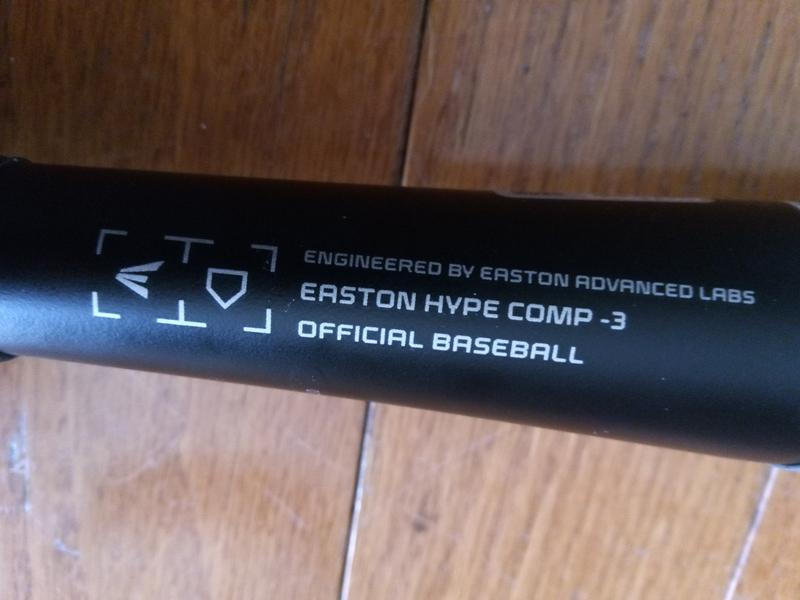 ENGINEERED BY EASTON ADVANCED LABS
EASTON HYPE COMP -3
OFFICIAL BASEBALL